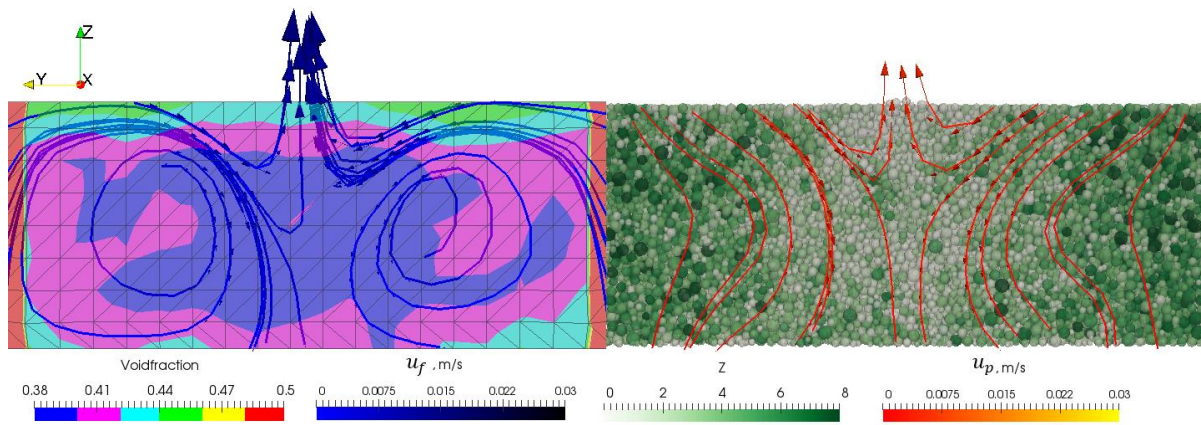 Z
Y X
Voidfraction u_f , m/s Z u_p, m/s
0.38 0.41 0.44 0.47 0.5 0 0.0075 0.015 0.022 0.03 0 2 4 6 8 0 0.0075 0.015 0.022 0.03